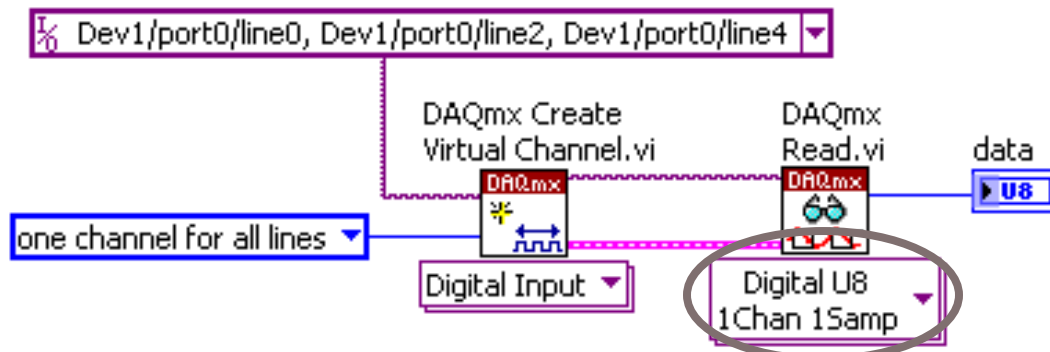 I/O Dev1/port0/line0, Dev1/port0/line2, Dev1/port0/line4
DAQmx Create
Virtual Channel.vi
DAQmx
Read.vi
data
DAQmx
DAQmx
U8
one channel for all lines
Digital Input
Digital U8
1Chan 1Samp